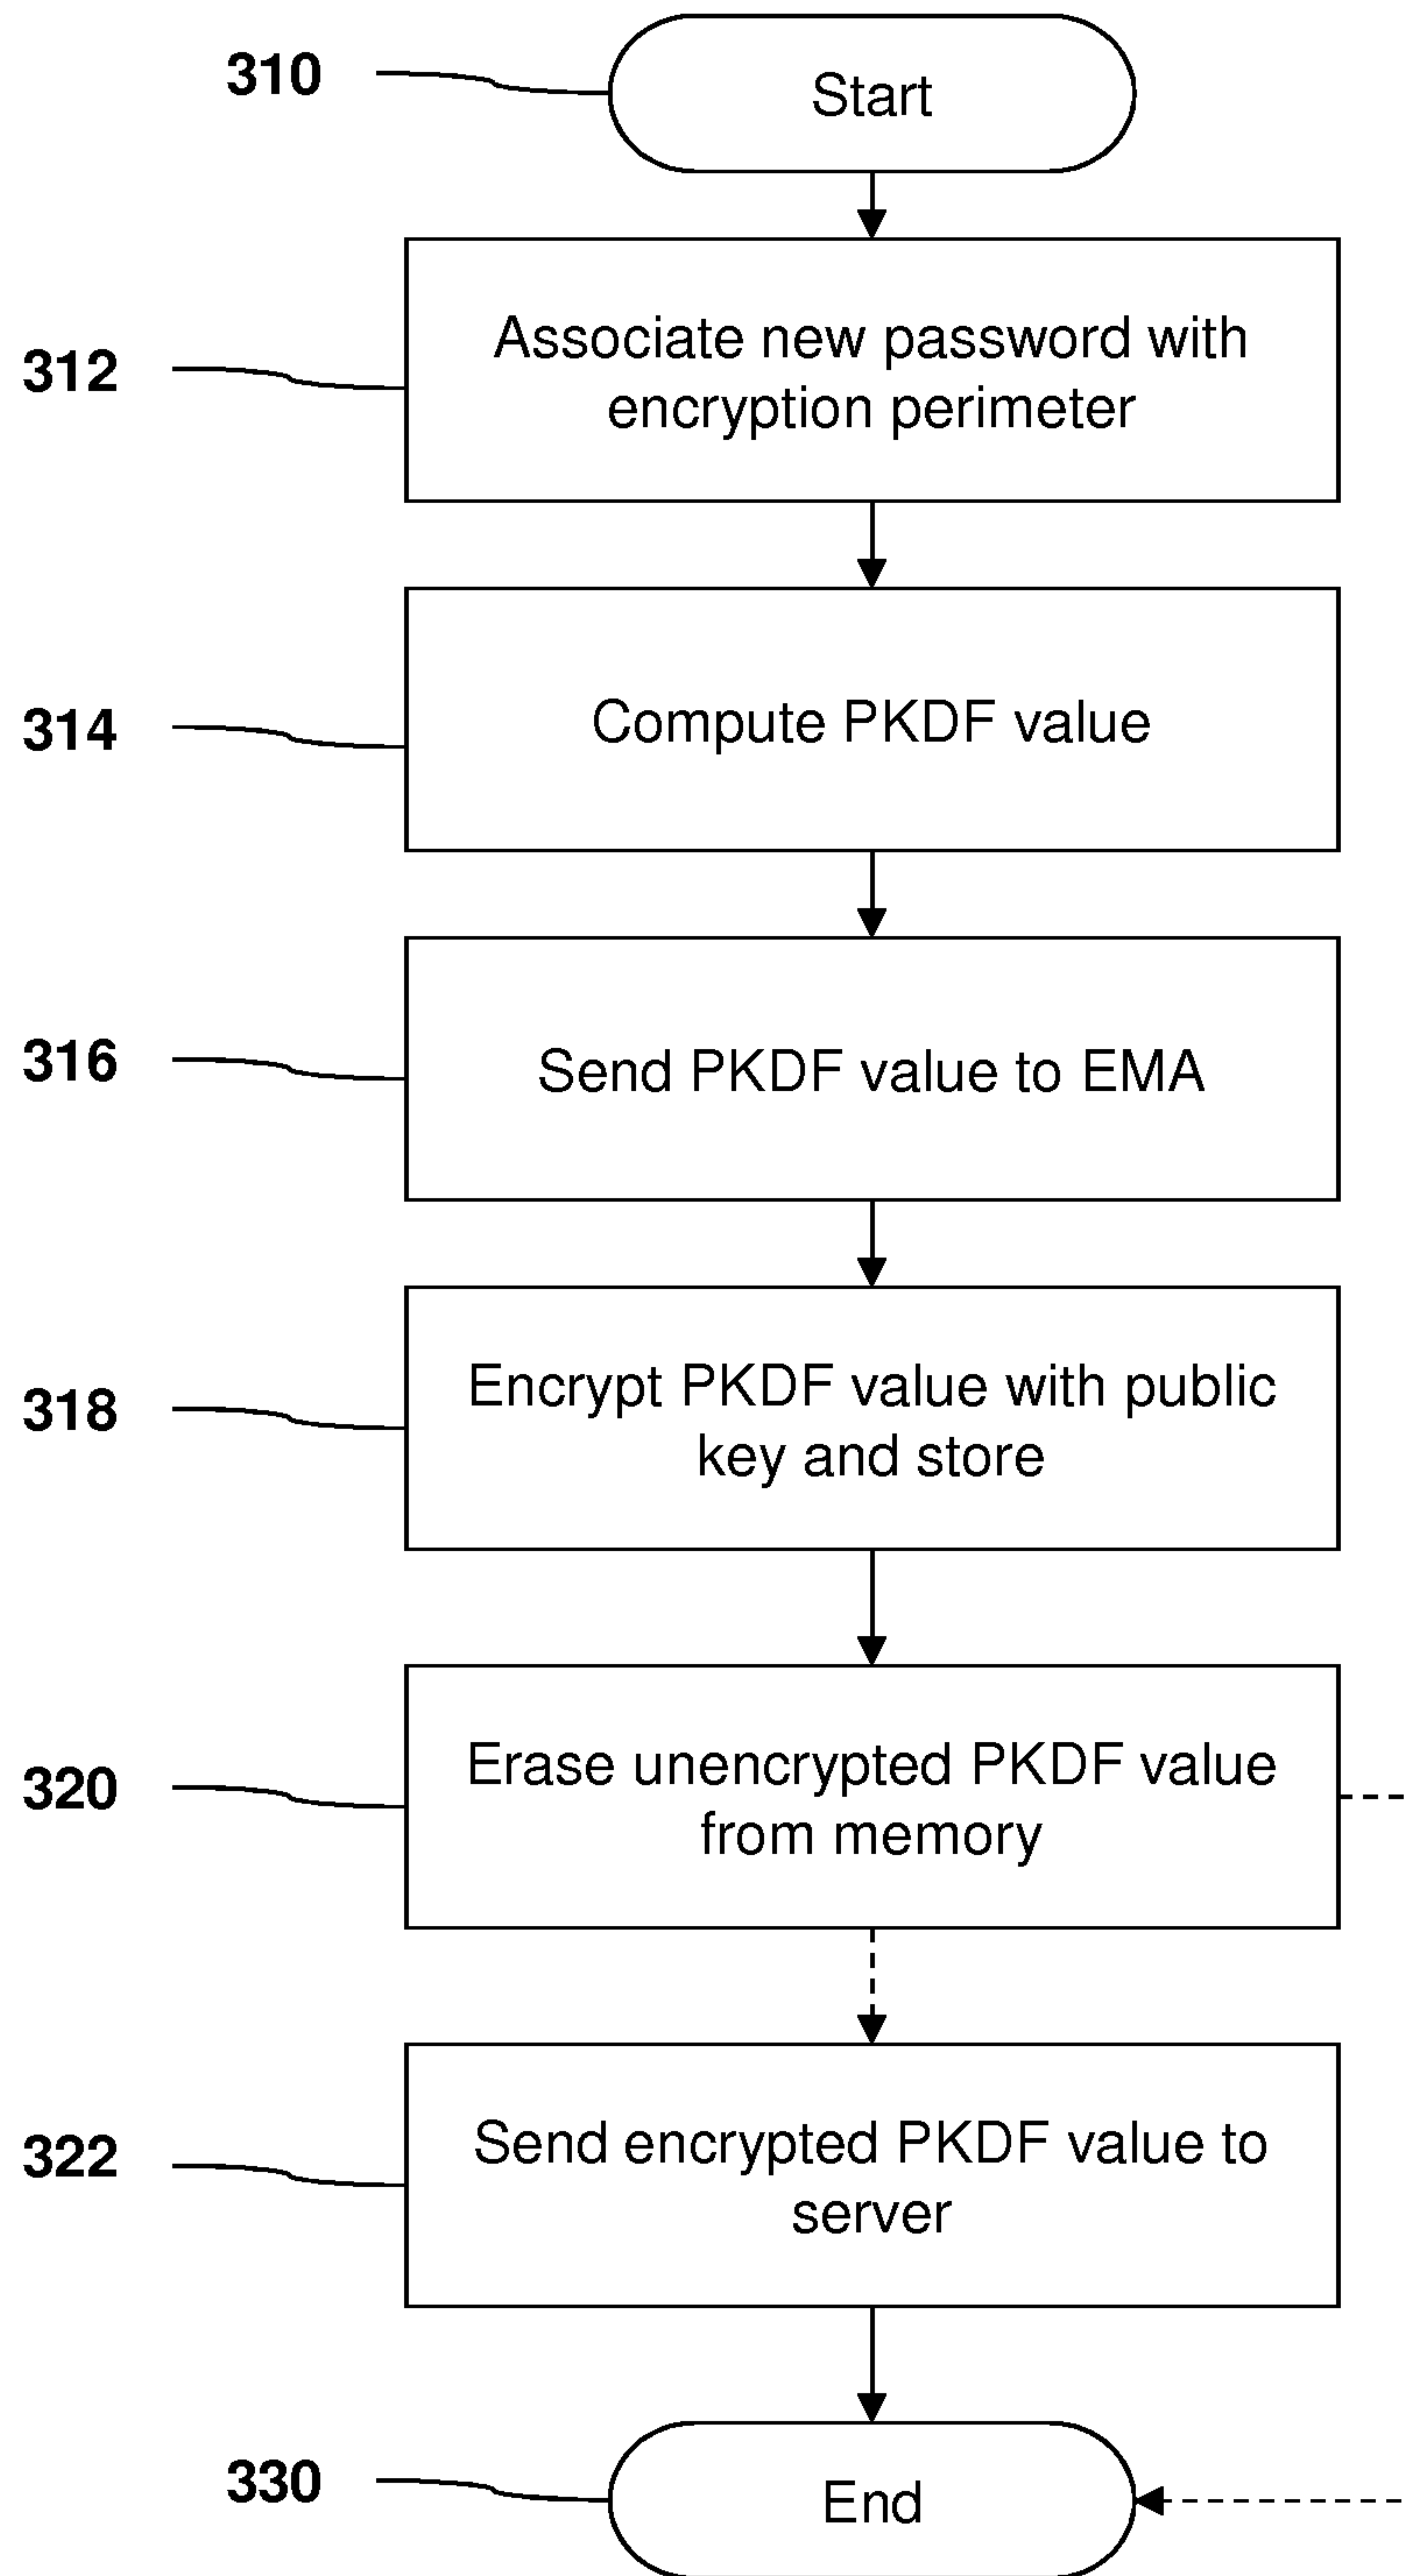 310
Start
312
Associate new password with
encryption perimeter
314
Compute PKDF value
316
Send PKDF value to EMA
318
Encrypt PKDF value with public
key and store
320
Erase unencrypted PKDF value
from memory
322
Send encrypted PKDF value to
server
330
End